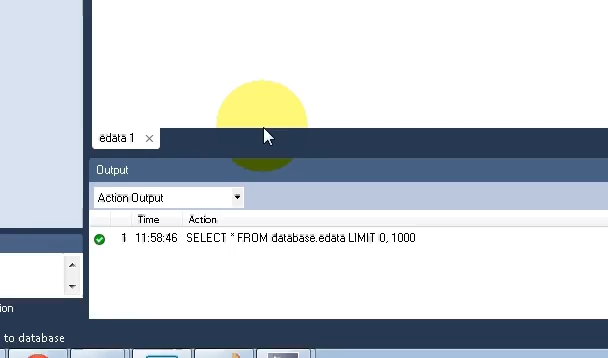 edata 1
Output
Action Output
Time Action
1 11:58:46 SELECT * FROM database.edata LIMIT 0, 1000
ion
to database